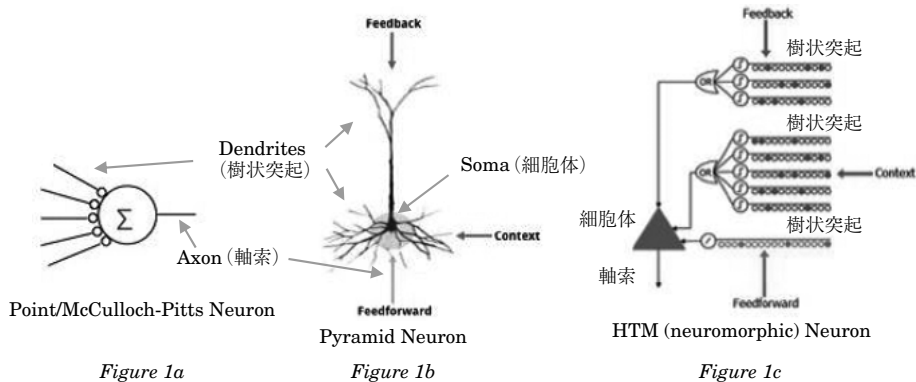 Feedback
樹状突起
OR
樹状突起
OR
Context
細胞体
樹状突起
軸索
Feedforward
HTM (neuromorphic) Neuron
Figure 1c
Feedback
Dendrites
(樹状突起)
Soma (細胞体)
Context
Axon (軸索)
Feedforward
Pyramid Neuron
Figure 1b
Σ
Point/McCulloch-Pitts Neuron
Figure 1a